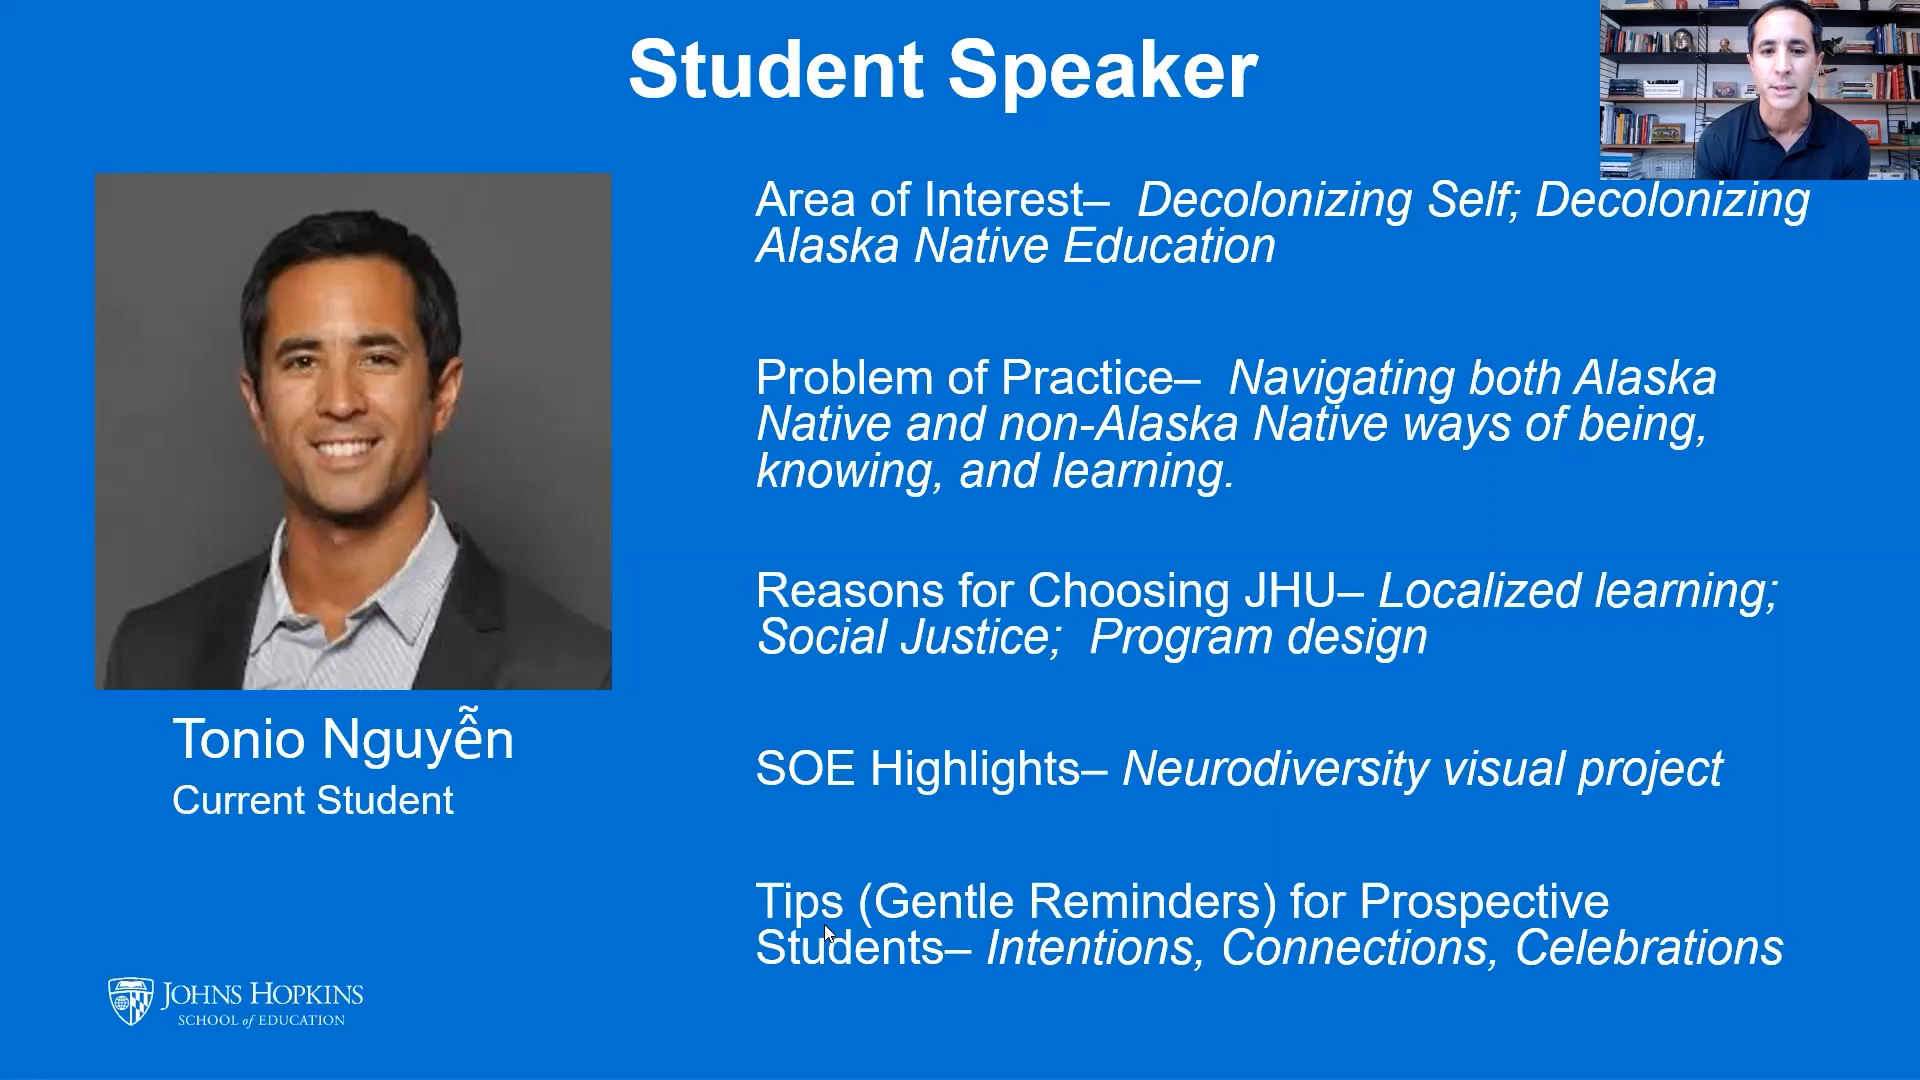 Student Speaker
Area of Interest–  Decolonizing Self; Decolonizing
Alaska Native Education
Problem of Practice–  Navigating both Alaska
Native and non-Alaska Native ways of being,
knowing, and learning.
Reasons for Choosing JHU– Localized learning;
Social Justice;  Program design
SOE Highlights– Neurodiversity visual project
Tips (Gentle Reminders) for Prospective
Students– Intentions, Connections, Celebrations
Tonio Nguyễn
Current Student
JOHNS HOPKINS
SCHOOL of EDUCATION